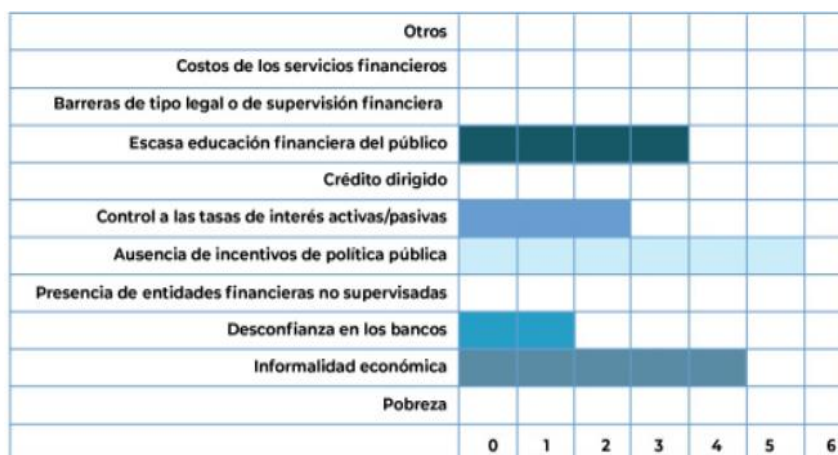 Otros
Costos de los servicios financieros
Barreras de tipo legal o de supervisión financiera
Escasa educación financiera del público
Crédito dirigido
Control a las tasas de interés activas/pasivas
Ausencia de incentivos de política pública
Presencia de entidades financieras no supervisadas
Desconfianza en los bancos
Informalidad económica
Pobreza
0 1 2 3 4 5 6